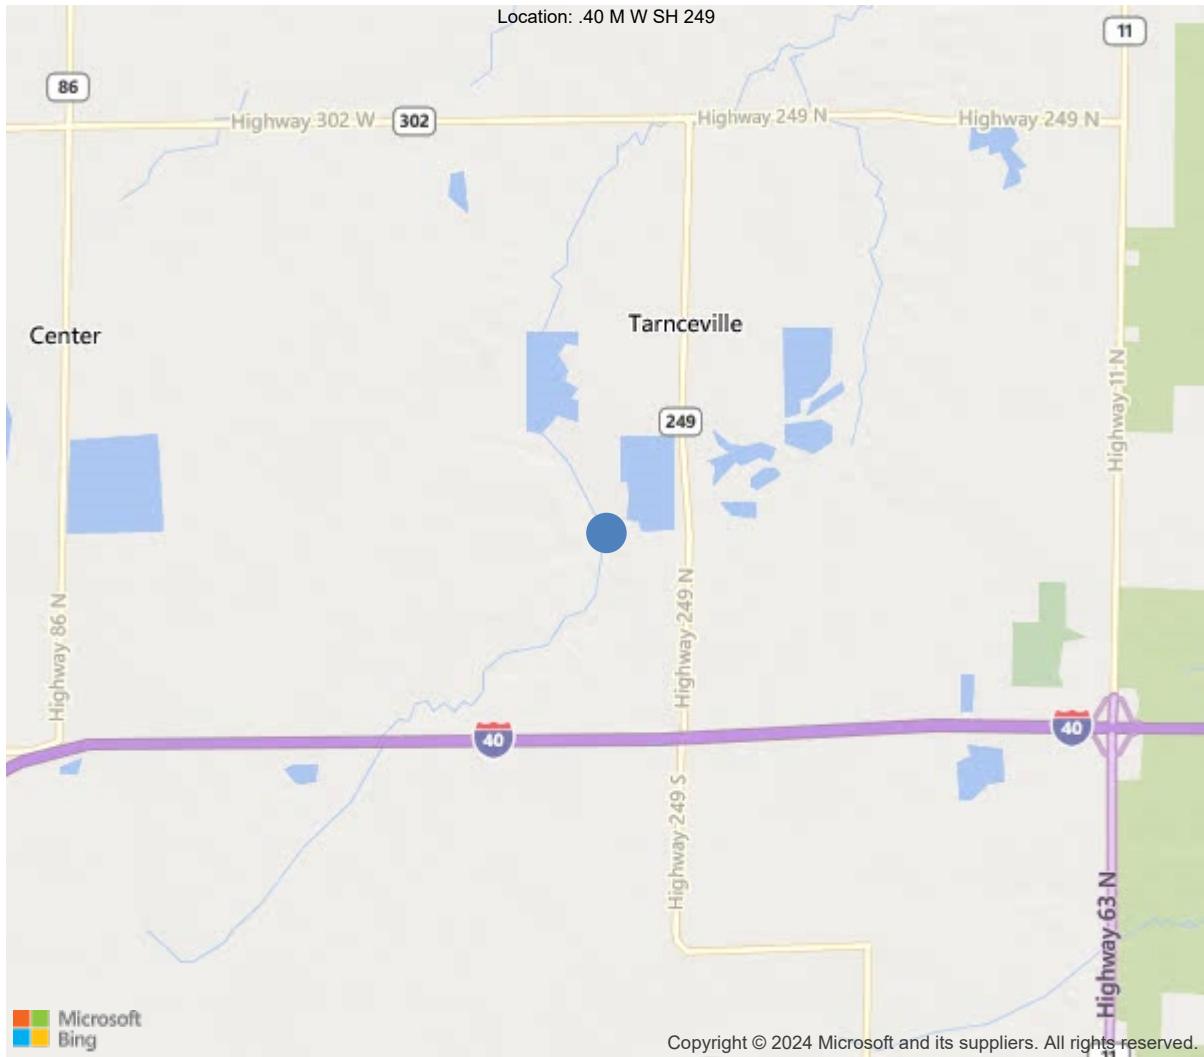 Location: .40 M W SH 249
11
86
Highway 302 W
302
Highway 249 N
Highway 249 N
Tarnceville
Center
Highway 11 N
249
Highway 86 N
Highway 249 N
40
40
Highway 249 S
Highway 63 N
Microsoft
Bing
Copyright © 2024 Microsoft and its suppliers. All rights reserved.
11